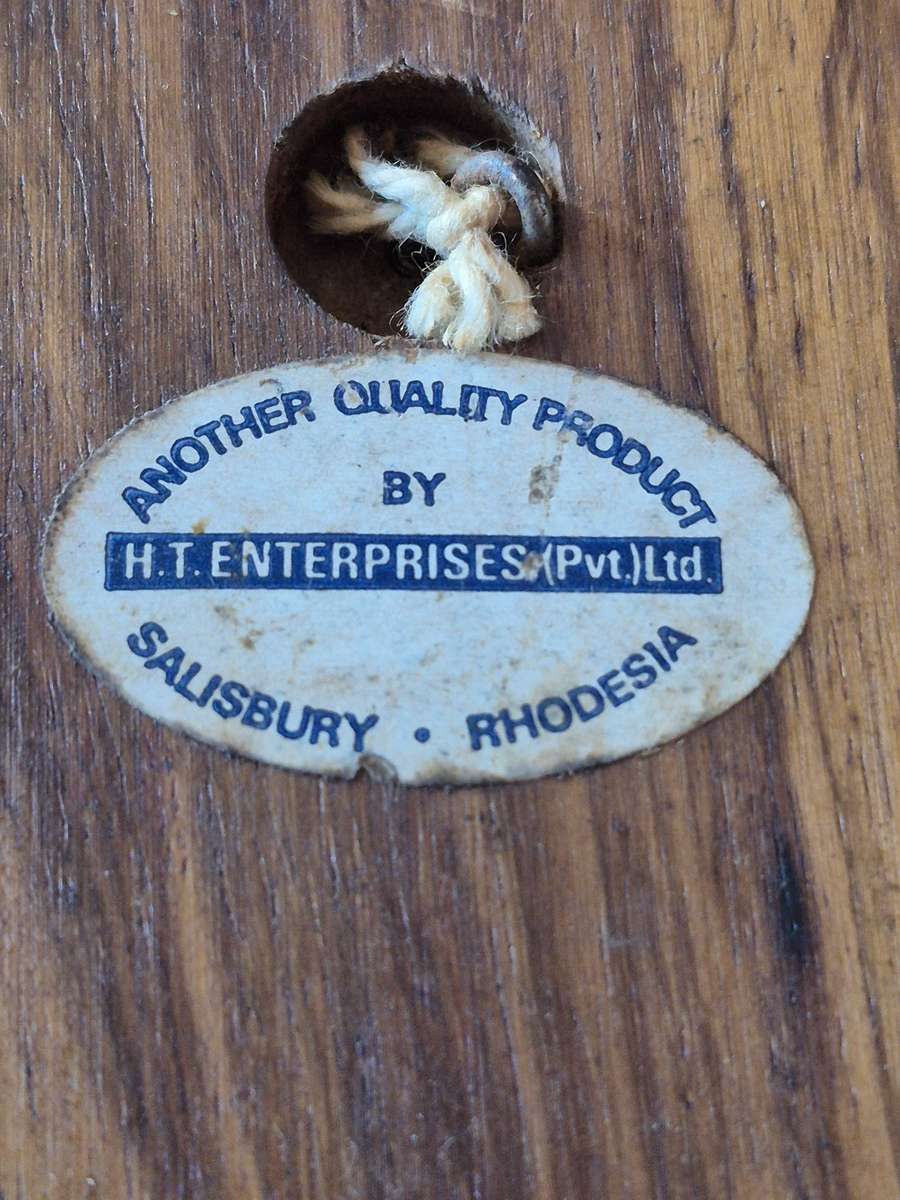 ANOTHER QUALITY PRODUCT
BY
H.T. ENTERPRISES (Pvt.) Ltd.
SALISBURY • RHODESIA